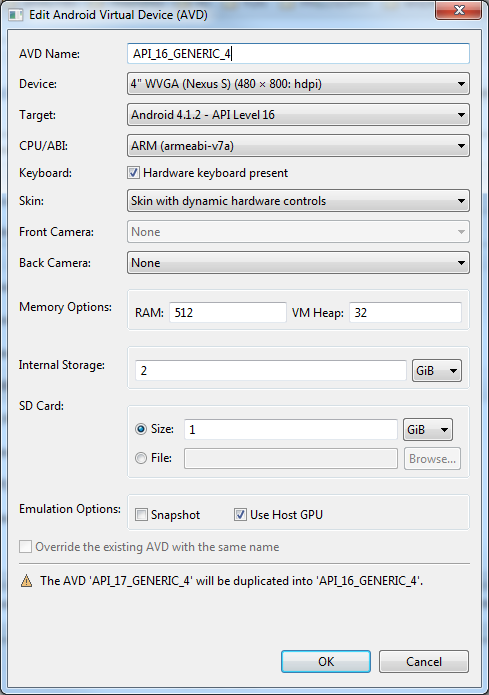 Edit Android Virtual Device (AVD)
AVD Name: API_16_GENERIC_4
Device: 4" WVGA (Nexus S) (480 × 800: hdpi)
Target: Android 4.1.2 - API Level 16
CPU/ABI: ARM (armeabi-v7a)
Keyboard: Hardware keyboard present
Skin: Skin with dynamic hardware controls
Front Camera: None
Back Camera: None
Memory Options: RAM: 512 VM Heap: 32
Internal Storage: 2 GiB
SD Card:
Size: 1 GiB
File: Browse...
Emulation Options: Snapshot Use Host GPU
Override the existing AVD with the same name
The AVD 'API_17_GENERIC_4' will be duplicated into 'API_16_GENERIC_4'.
OK Cancel